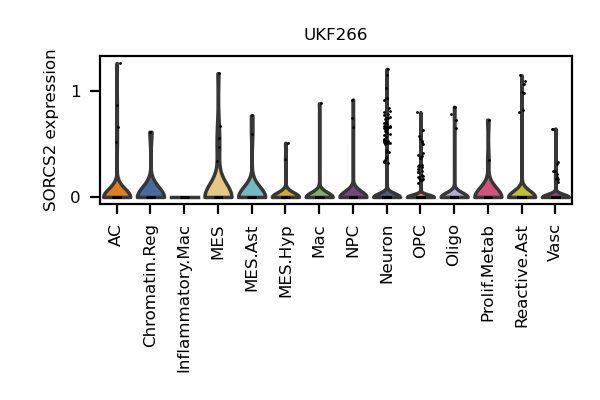 UKF266
SORCS2 expression
1
0
AC
Chromatin.Reg
Inflammatory.Mac
MES
MES.Ast
MES.Hyp
Mac
NPC
Neuron
OPC
Oligo
Prolif.Metab
Reactive.Ast
Vasc